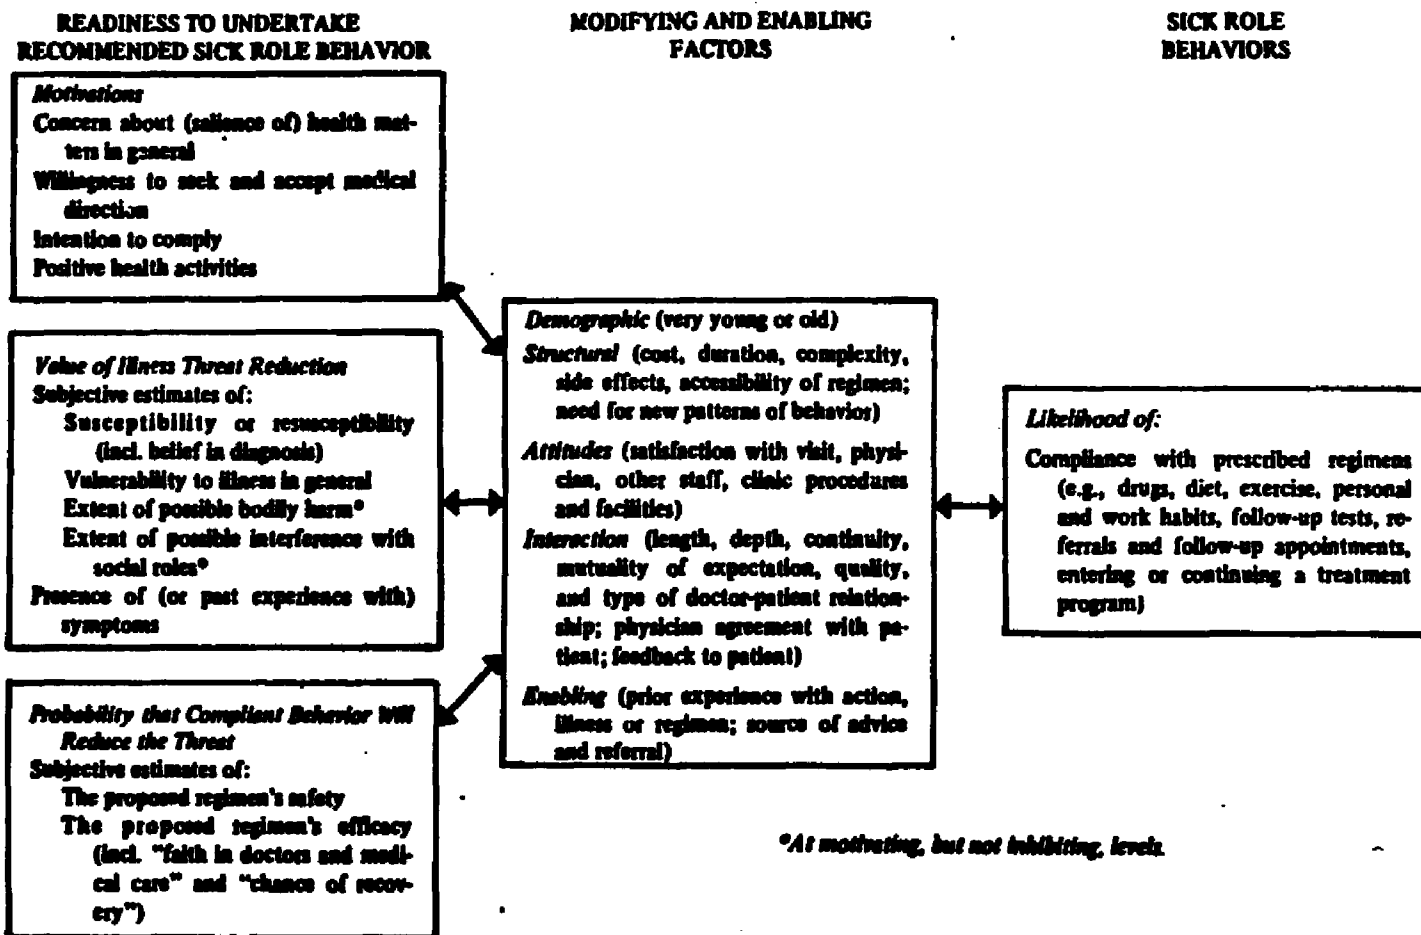 READINESS TO UNDERTAKE
RECOMMENDED SICK ROLE BEHAVIOR
Motivations
Concern about (salience of) health mat-
ters in general
Willingness to seek and accept medical
direction
Intention to comply
Positive health activities
Value of Illness Threat Reduction
Subjective estimates of:
Susceptibility or resusceptibility
(incl. belief in diagnosis)
Vulnerability to illness in general
Extent of possible bodily harm*
Extent of possible interference with
social roles*
Presence of (or past experience with)
symptoms
Probability that Compliant Behavior Will
Reduce the Threat
Subjective estimates of:
The proposed regimen's safety
The proposed regimen's efficacy
(incl. "faith in doctors and medi-
cal care" and "chance of recov-
ery")
MODIFYING AND ENABLING
FACTORS
Demographic (very young or old)
Structural (cost, duration, complexity,
side effects, accessibility of regimen;
need for new patterns of behavior)
Attitudes (satisfaction with visit, physi-
cian, other staff, clinic procedures
and facilities)
Interaction (length, depth, continuity,
mutuality of expectation, quality,
and type of doctor-patient relation-
ship; physician agreement with pa-
tient; feedback to patient)
Enabling (prior experience with action,
illness or regimen; source of advice
and referral)
SICK ROLE
BEHAVIORS
Likelihood of:
Compliance with prescribed regimens
(e.g., drugs, diet, exercise, personal
and work habits, follow-up tests, re-
ferrals and follow-up appointments,
entering or continuing a treatment
program)
*At motivating, but not inhibiting, levels.